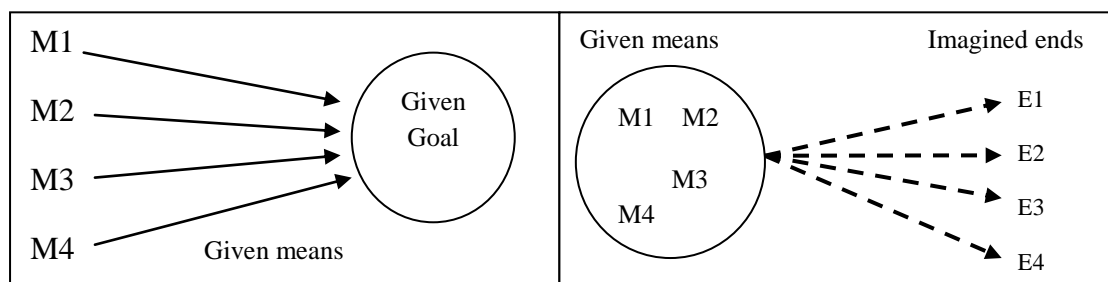 M1
M2
M3
M4
Given
Goal
Given means
Given means
M1 M2
M3
M4
Imagined ends
E1
E2
E3
E4